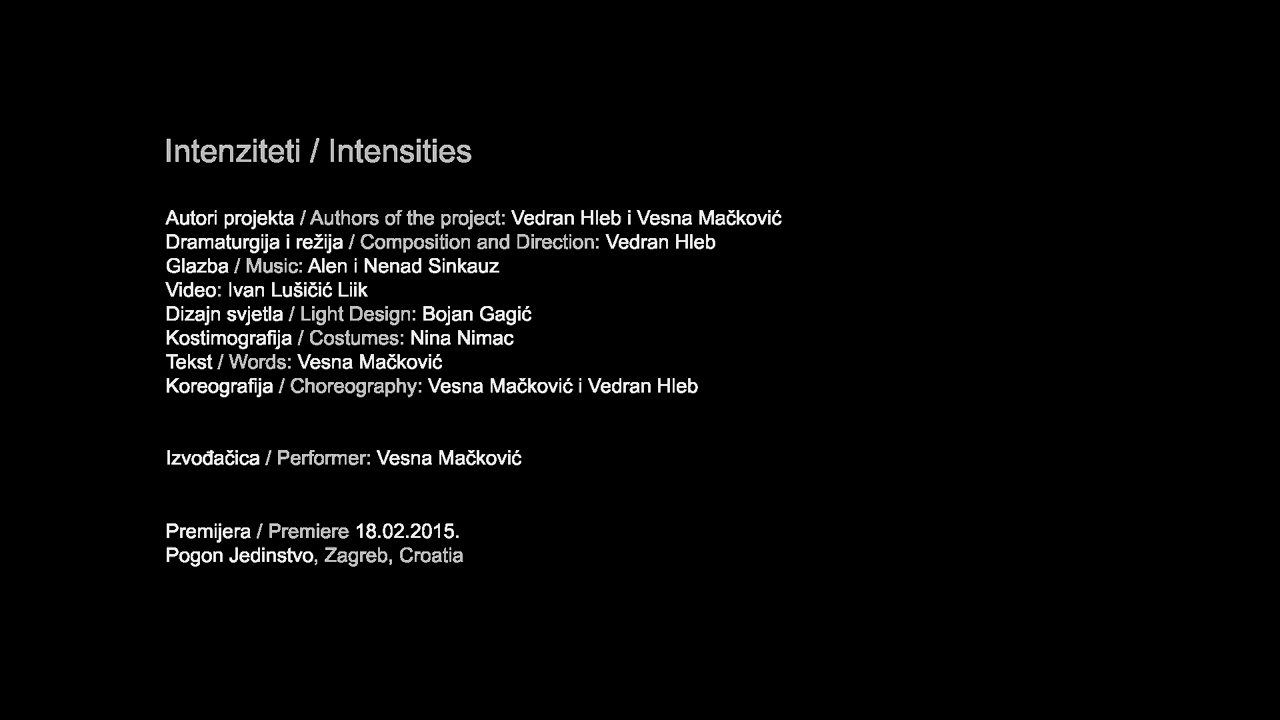 Intenziteti / Intensities
Autori projekta / Authors of the project: Vedran Hleb i Vesna Mačković
Dramaturgija i režija / Composition and Direction: Vedran Hleb
Glazba / Music: Alen i Nenad Sinkauz
Video: Ivan Lušičić Liik
Dizajn svjetla / Light Design: Bojan Gagić
Kostimografija / Costumes: Nina Nimac
Tekst / Words: Vesna Mačković
Koreografija / Choreography: Vesna Mačković i Vedran Hleb
Izvođačica / Performer: Vesna Mačković
Premijera / Premiere 18.02.2015.
Pogon Jedinstvo, Zagreb, Croatia